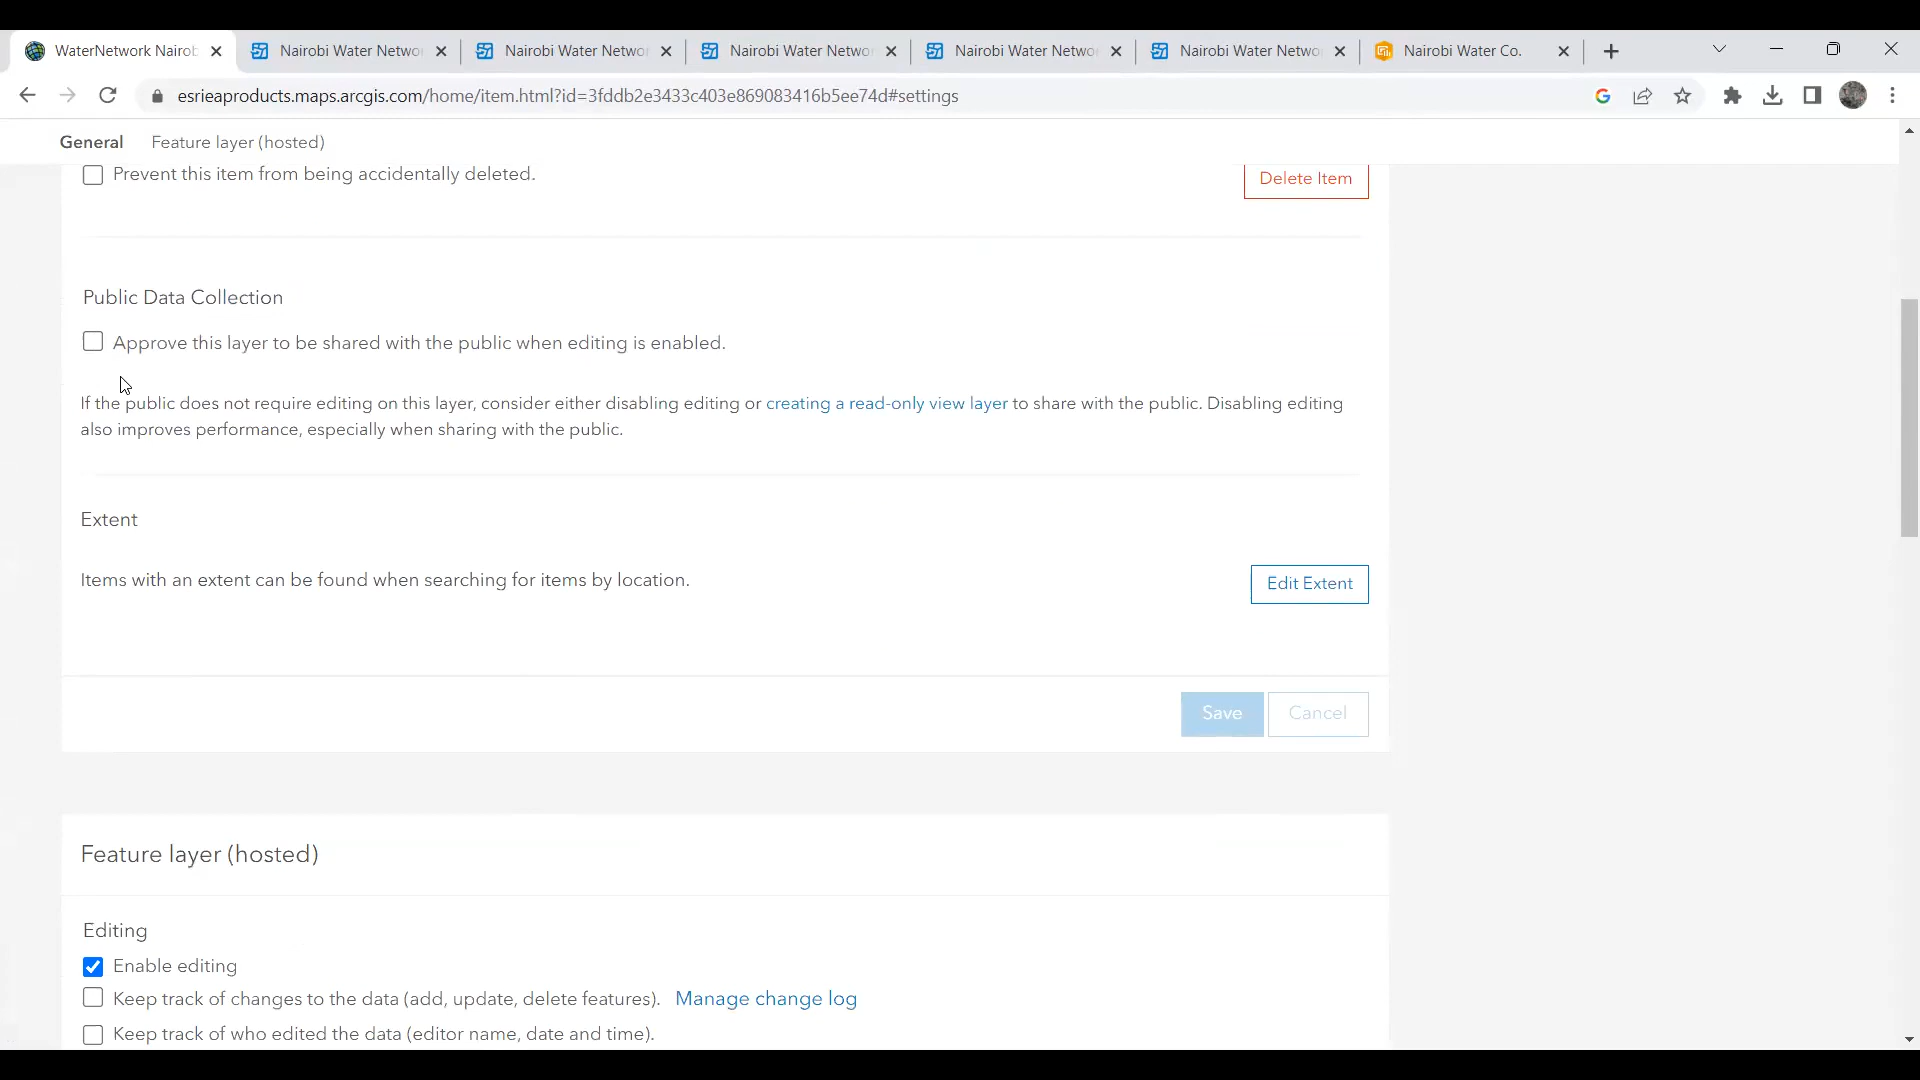 WaterNetwork Nairob
Nairobi Water Netwo
Nairobi Water Netwo
Nairobi Water Netwo
Nairobi Water Netwo
Nairobi Water Netwo
Nairobi Water Co.
esrieaproducts.maps.arcgis.com/home/item.html?id=3fddb2e3433c403e869083416b5ee74d#settings
General Feature layer (hosted)
Prevent this item from being accidentally deleted.
Delete Item
Public Data Collection
Approve this layer to be shared with the public when editing is enabled.
If the public does not require editing on this layer, consider either disabling editing or creating a read-only view layer to share with the public. Disabling editing
also improves performance, especially when sharing with the public.
Extent
Items with an extent can be found when searching for items by location.
Edit Extent
Save Cancel
Feature layer (hosted)
Editing
Enable editing
Keep track of changes to the data (add, update, delete features). Manage change log
Keep track of who edited the data (editor name, date and time).